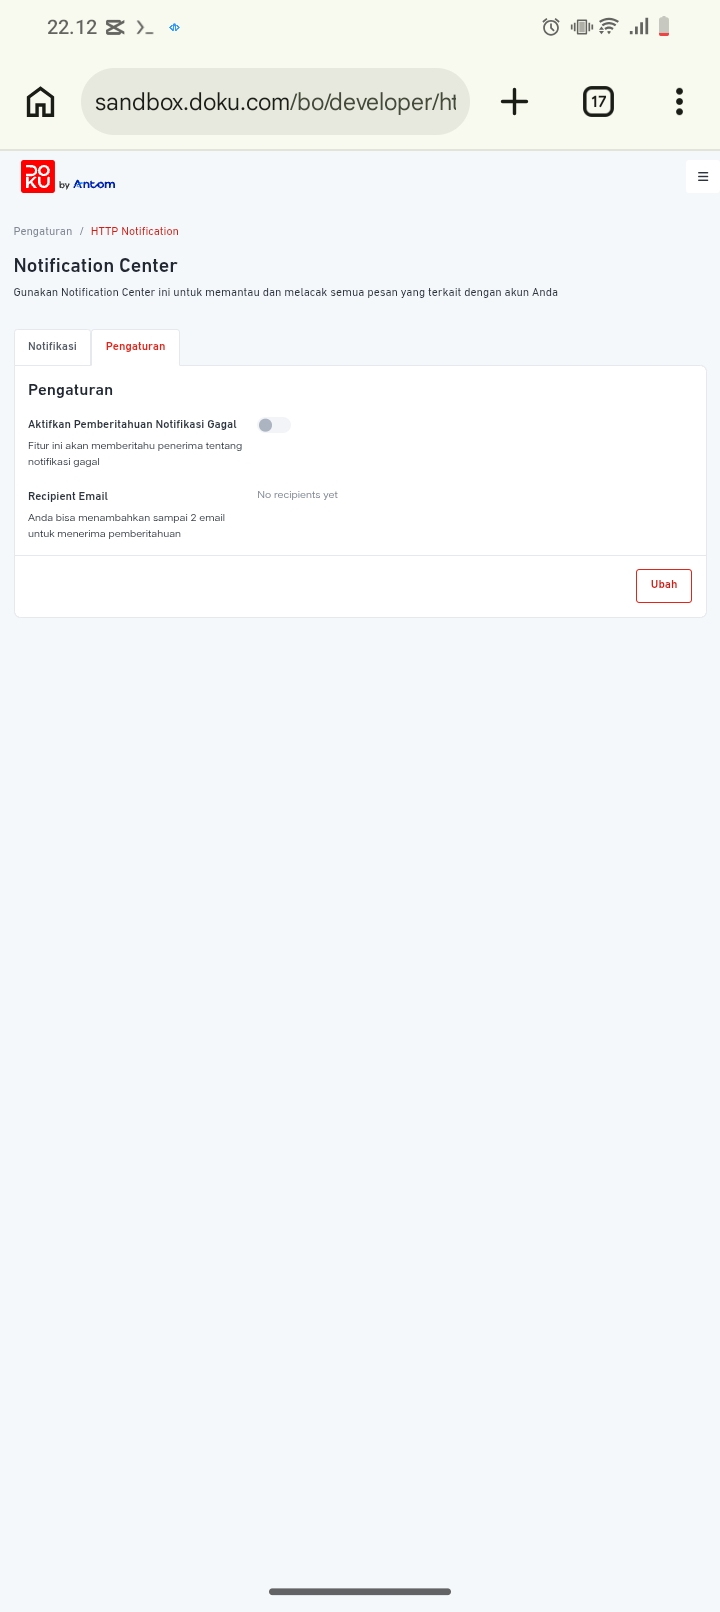 22.12
sandbox.doku.com/bo/developer/ht
17
DOKU by Antom
Pengaturan / HTTP Notification
Notification Center
Gunakan Notification Center ini untuk memantau dan melacak semua pesan yang terkait dengan akun Anda
Notifikasi Pengaturan
Pengaturan
Aktifkan Pemberitahuan Notifikasi Gagal
Fitur ini akan memberitahu penerima tentang
notifikasi gagal
Recipient Email No recipients yet
Anda bisa menambahkan sampai 2 email
untuk menerima pemberitahuan
Ubah